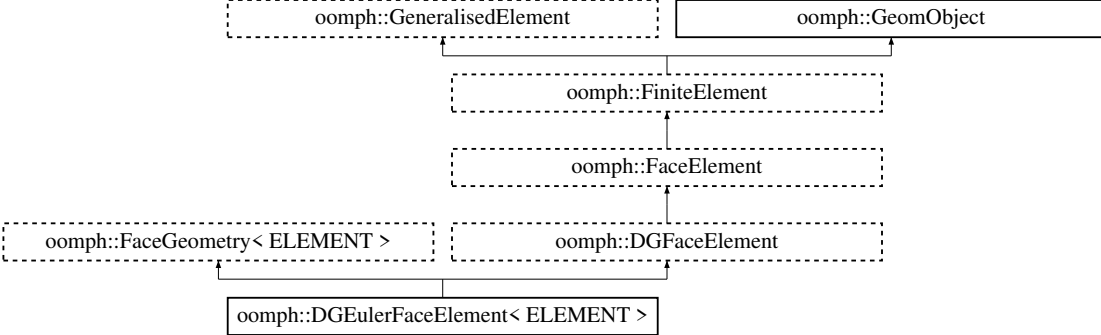 oomph::GeneralisedElement
oomph::GeomObject
oomph::FiniteElement
oomph::FaceElement
oomph::FaceGeometry< ELEMENT >
oomph::DGFaceElement
oomph::DGEulerFaceElement< ELEMENT >